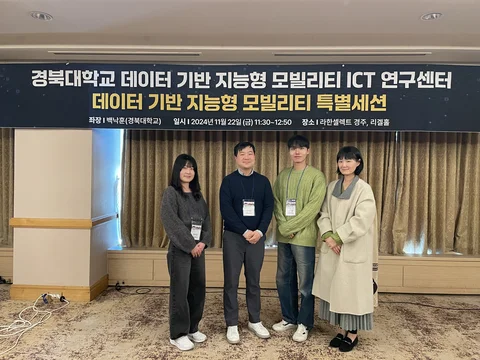 경북대학교 데이터 기반 지능형 모빌리티 ICT 연구센터
데이터 기반 지능형 모빌리티 특별세션
좌장 | 백낙훈(경북대학교) 일시 | 2024년 11월 22일 (금) 11:30~12:50 장소 | 라한셀렉트 경주, 리겔홀